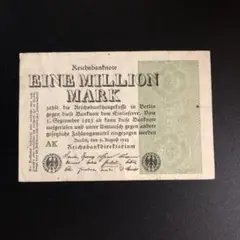 Reichsbanknote
EINE MILLION
MARK
zahlt die Reichsbankhauptkasse in Berlin
gegen diese Banknote dem Einlieferer. Vom
1. September 1923 ab kann diese Banknote
aufgerufen und unter Umtausch gegen andere
gesetzliche Zahlungsmittel eingezogen werden
Berlin, den 9. August 1923
Reichsbankdirektorium
AK